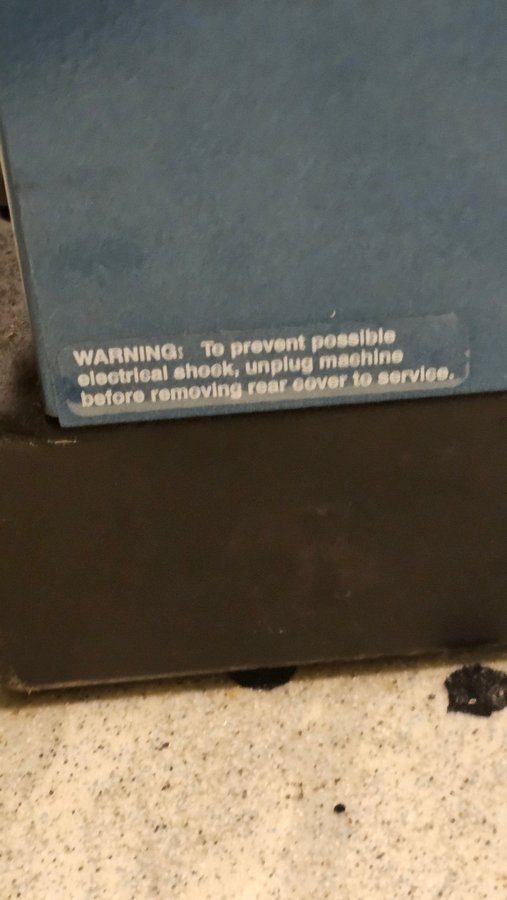 WARNING: To prevent possible
electrical shock, unplug machine
before removing rear cover to service.